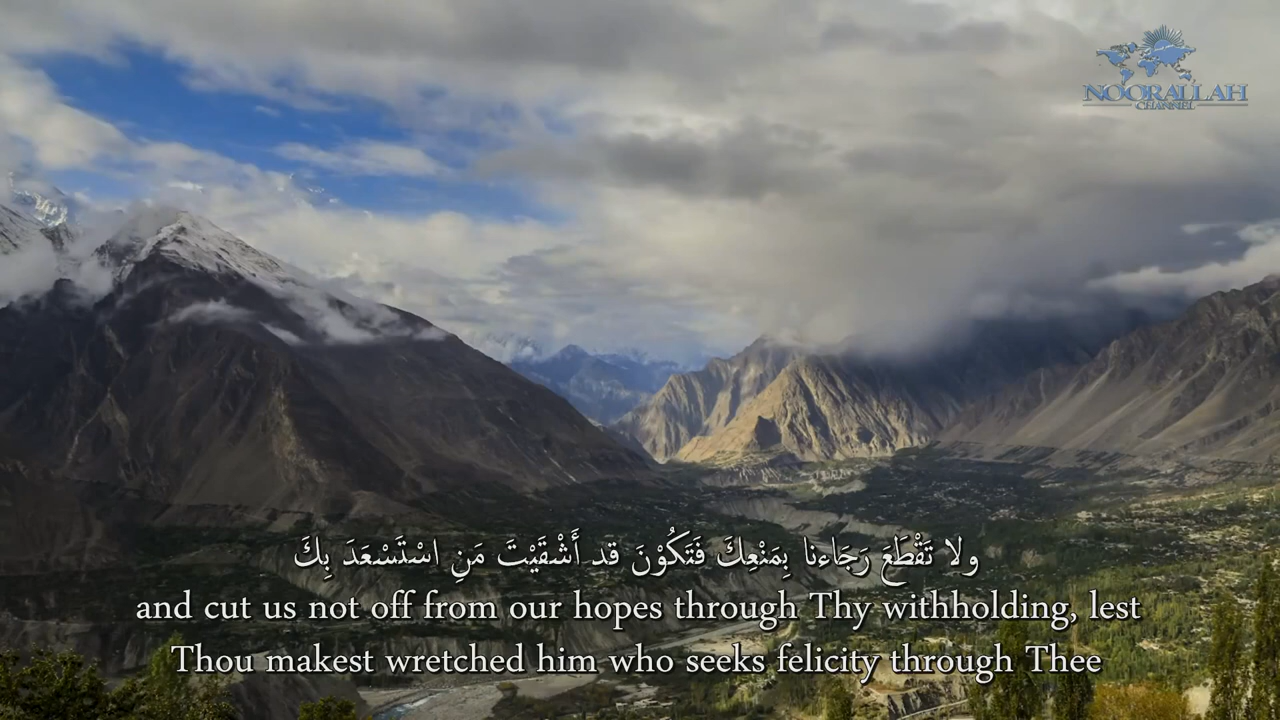 NOORALLAH
CHANNEL
ولا تَقْطَعَ رَجَاءنا بِمَنْعِكَ فَتَكُوْنَ قد أَشْقَيْتَ مَنِ اسْتَسْعَدَ بِكَ
and cut us not off from our hopes through Thy withholding, lest
Thou makest wretched him who seeks felicity through Thee